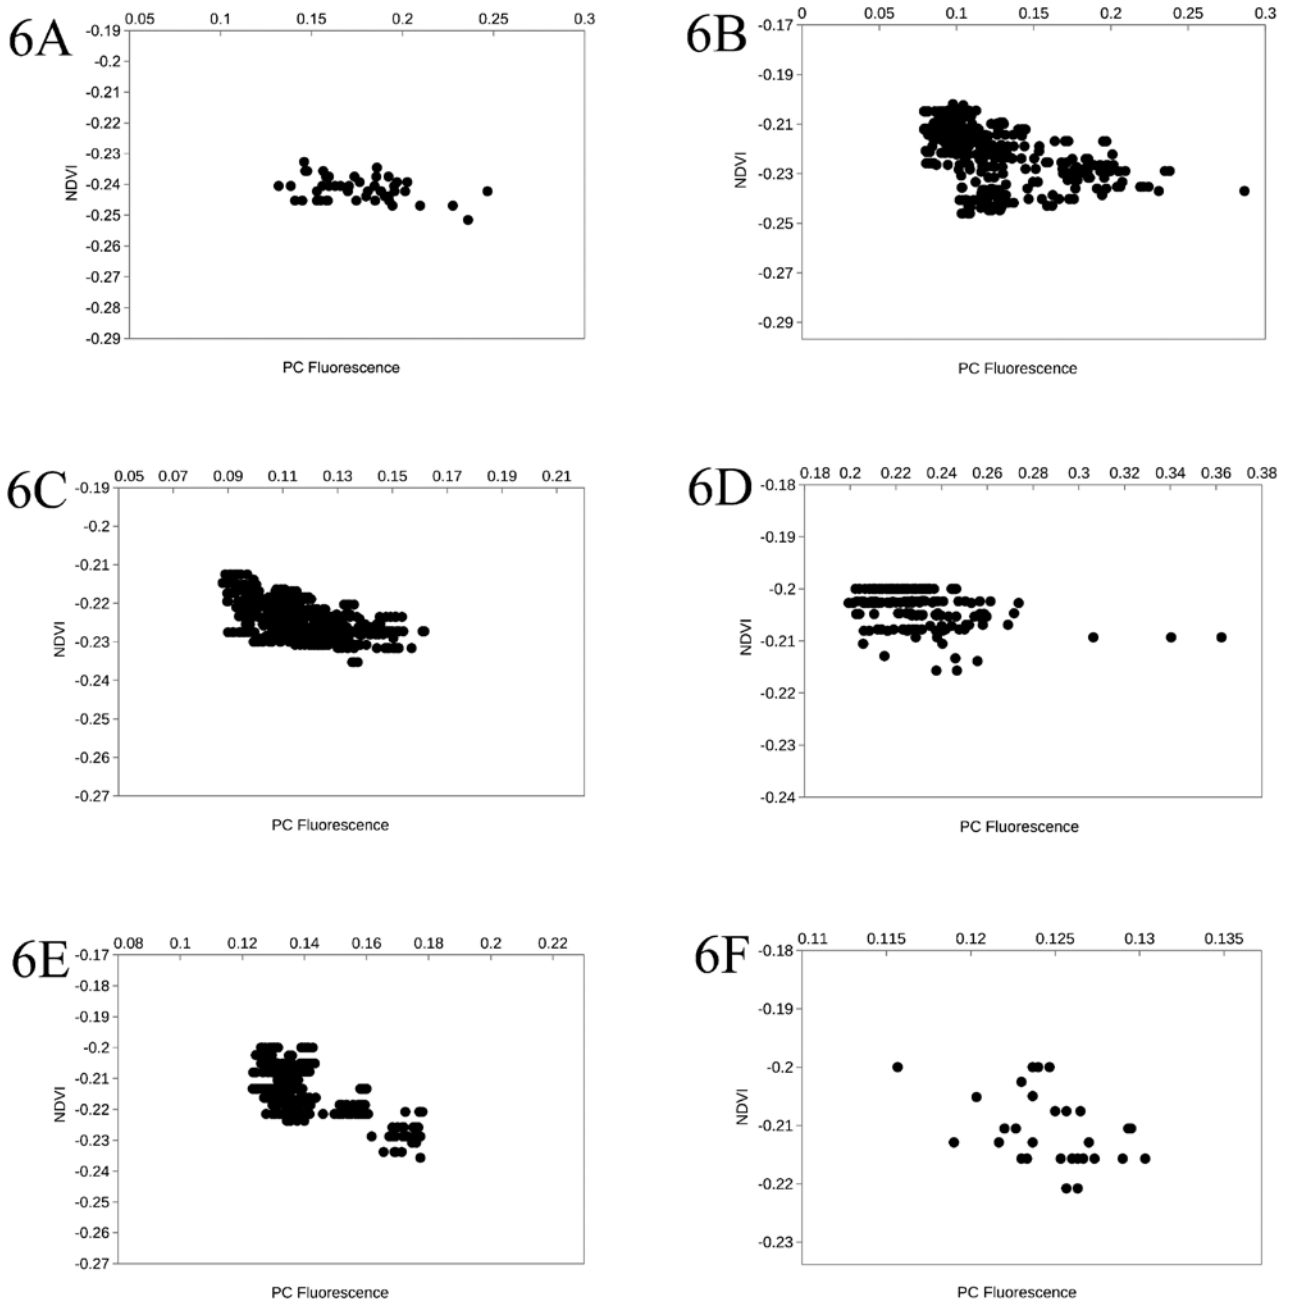 6A
0.05 0.1 0.15 0.2 0.25 0.3
-0.19
-0.2
-0.21
-0.22
-0.23
-0.24
-0.25
-0.26
-0.27
-0.28
-0.29
NDVI
PC Fluorescence
6B
0 0.05 0.1 0.15 0.2 0.25 0.3
-0.17
-0.19
-0.21
-0.23
-0.25
-0.27
-0.29
NDVI
PC Fluorescence
6C
0.05 0.07 0.09 0.11 0.13 0.15 0.17 0.19 0.21
-0.19
-0.2
-0.21
-0.22
-0.23
-0.24
-0.25
-0.26
-0.27
NDVI
PC Fluorescence
6D
0.18 0.2 0.22 0.24 0.26 0.28 0.3 0.32 0.34 0.36 0.38
-0.18
-0.19
-0.2
-0.21
-0.22
-0.23
-0.24
NDVI
PC Fluorescence
6E
0.08 0.1 0.12 0.14 0.16 0.18 0.2 0.22
-0.17
-0.18
-0.19
-0.2
-0.21
-0.22
-0.23
-0.24
-0.25
-0.26
-0.27
NDVI
PC Fluorescence
6F
0.11 0.115 0.12 0.125 0.13 0.135
-0.18
-0.19
-0.2
-0.21
-0.22
-0.23
NDVI
PC Fluorescence